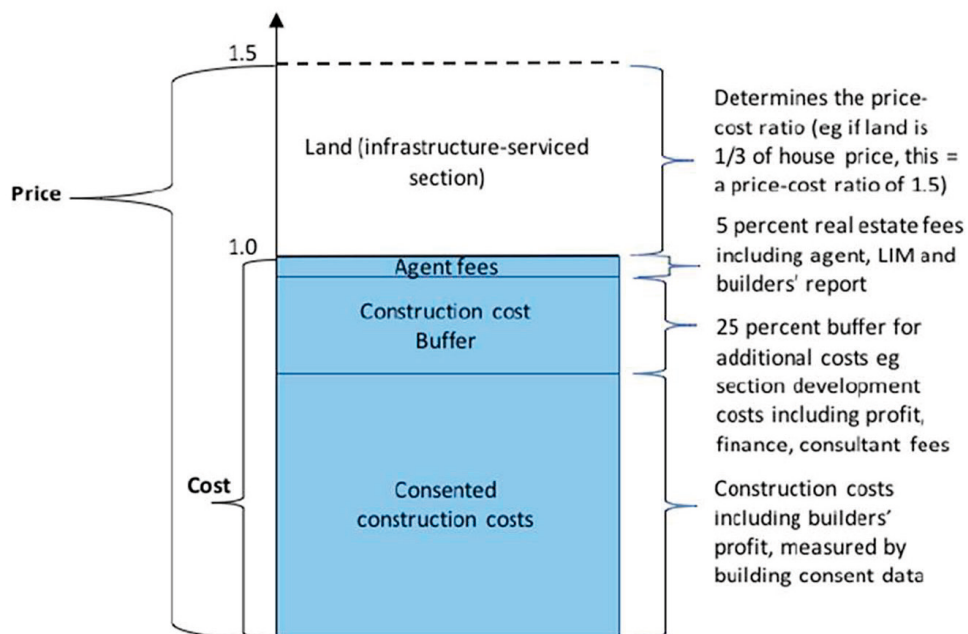 1.5
Land (infrastructure-serviced
section)
Price
1.0
Agent fees
Construction cost
Buffer
Cost
Consented
construction costs
Determines the price-
cost ratio (eg if land is
1/3 of house price, this =
a price-cost ratio of 1.5)
5 percent real estate fees
including agent, LIM and
builders' report
25 percent buffer for
additional costs eg
section development
costs including profit,
finance, consultant fees
Construction costs
including builders'
profit, measured by
building consent data